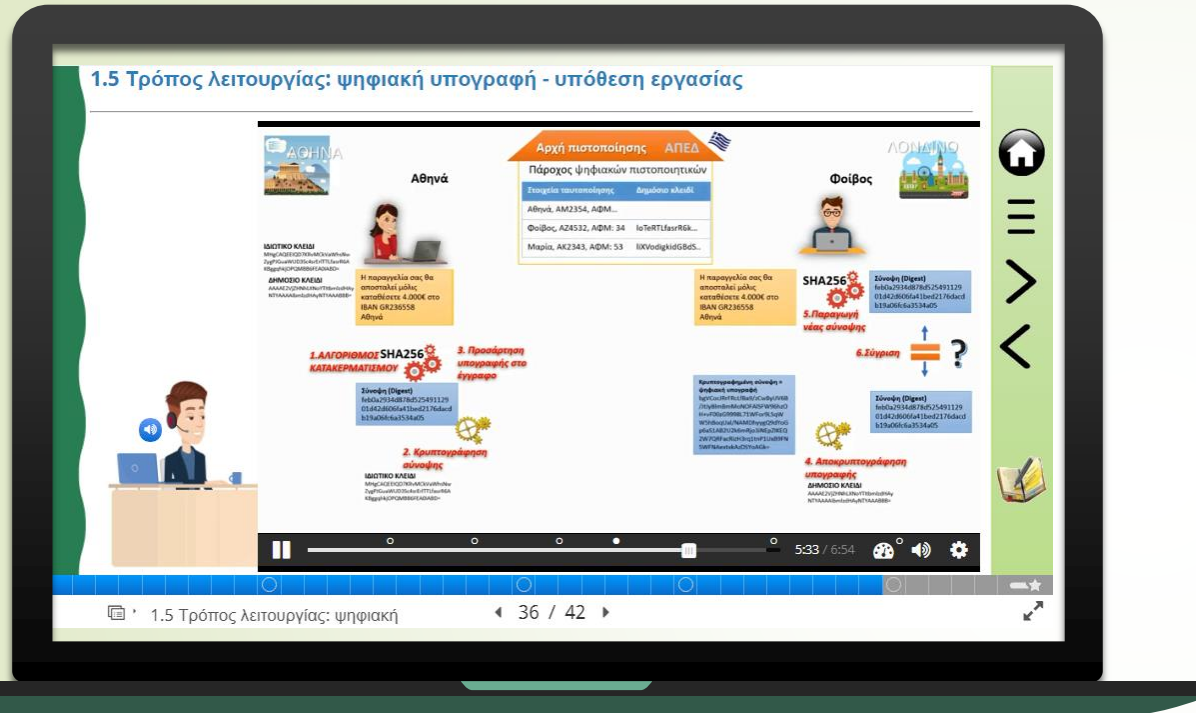 1.5 Τρόπος λειτουργίας: ψηφιακή υπογραφή - υπόθεση εργασίας
ΑΘΗΝΑ
Αρχή πιστοποίησης ΑΠΕΔ
ΛΟΝΔΙΝΟ
Πάροχος ψηφιακών πιστοποιητικών
Αθηνά
Φοίβος
Στοιχεία ταυτοποίησης Δημόσιο κλειδί
Αθηνά, ΑΜ2354, ΑΦΜ...
Φοίβος, ΑΖ4532, ΑΦΜ: 34 IoTeRTLfasrR6k...
Μαρία, ΑΚ2343, ΑΦΜ: 53 liXVodigkidGBdS..
ΙΔΙΩΤΙΚΟ ΚΛΕΙΔΙ
ΔΗΜΟΣΙΟ ΚΛΕΙΔΙ
Η παραγγελία σας θα
αποσταλεί μόλις
καταθέσετε 4.000€ στο
IBAN GR236558
Αθηνά
1.ΑΛΓΟΡΙΘΜΟΣ SHA256
ΚΑΤΑΚΕΡΜΑΤΙΣΜΟΥ
3. Προσάρτηση
υπογραφής στο
έγγραφο
Σύνοψη (Digest)
feb0a2934d878d525491129
01d42d606fa41bed2176dacd
b19a06fc6a3534a05
2. Κρυπτογράφηση
σύνοψης
ΙΔΙΩΤΙΚΟ ΚΛΕΙΔΙ
Η παραγγελία σας θα
αποσταλεί μόλις
καταθέσετε 4.000€ στο
IBAN GR236558
Αθηνά
SHA256
5.Παραγωγή
νέας σύνοψης
Σύνοψη (Digest)
feb0a2934d878d525491129
01d42d606fa41bed2176dacd
b19a06fc6a3534a05
6.Σύγριση
?
Κρυπτογραφημένη σύνοψη =
ψηφιακή υπογραφή
Σύνοψη (Digest)
feb0a2934d878d525491129
01d42d606fa41bed2176dacd
b19a06fc6a3534a05
4. Αποκρυπτογράφηση
υπογραφής
ΔΗΜΟΣΙΟ ΚΛΕΙΔΙ
5:33 / 6:54
1.5 Τρόπος λειτουργίας: ψηφιακή
36 / 42